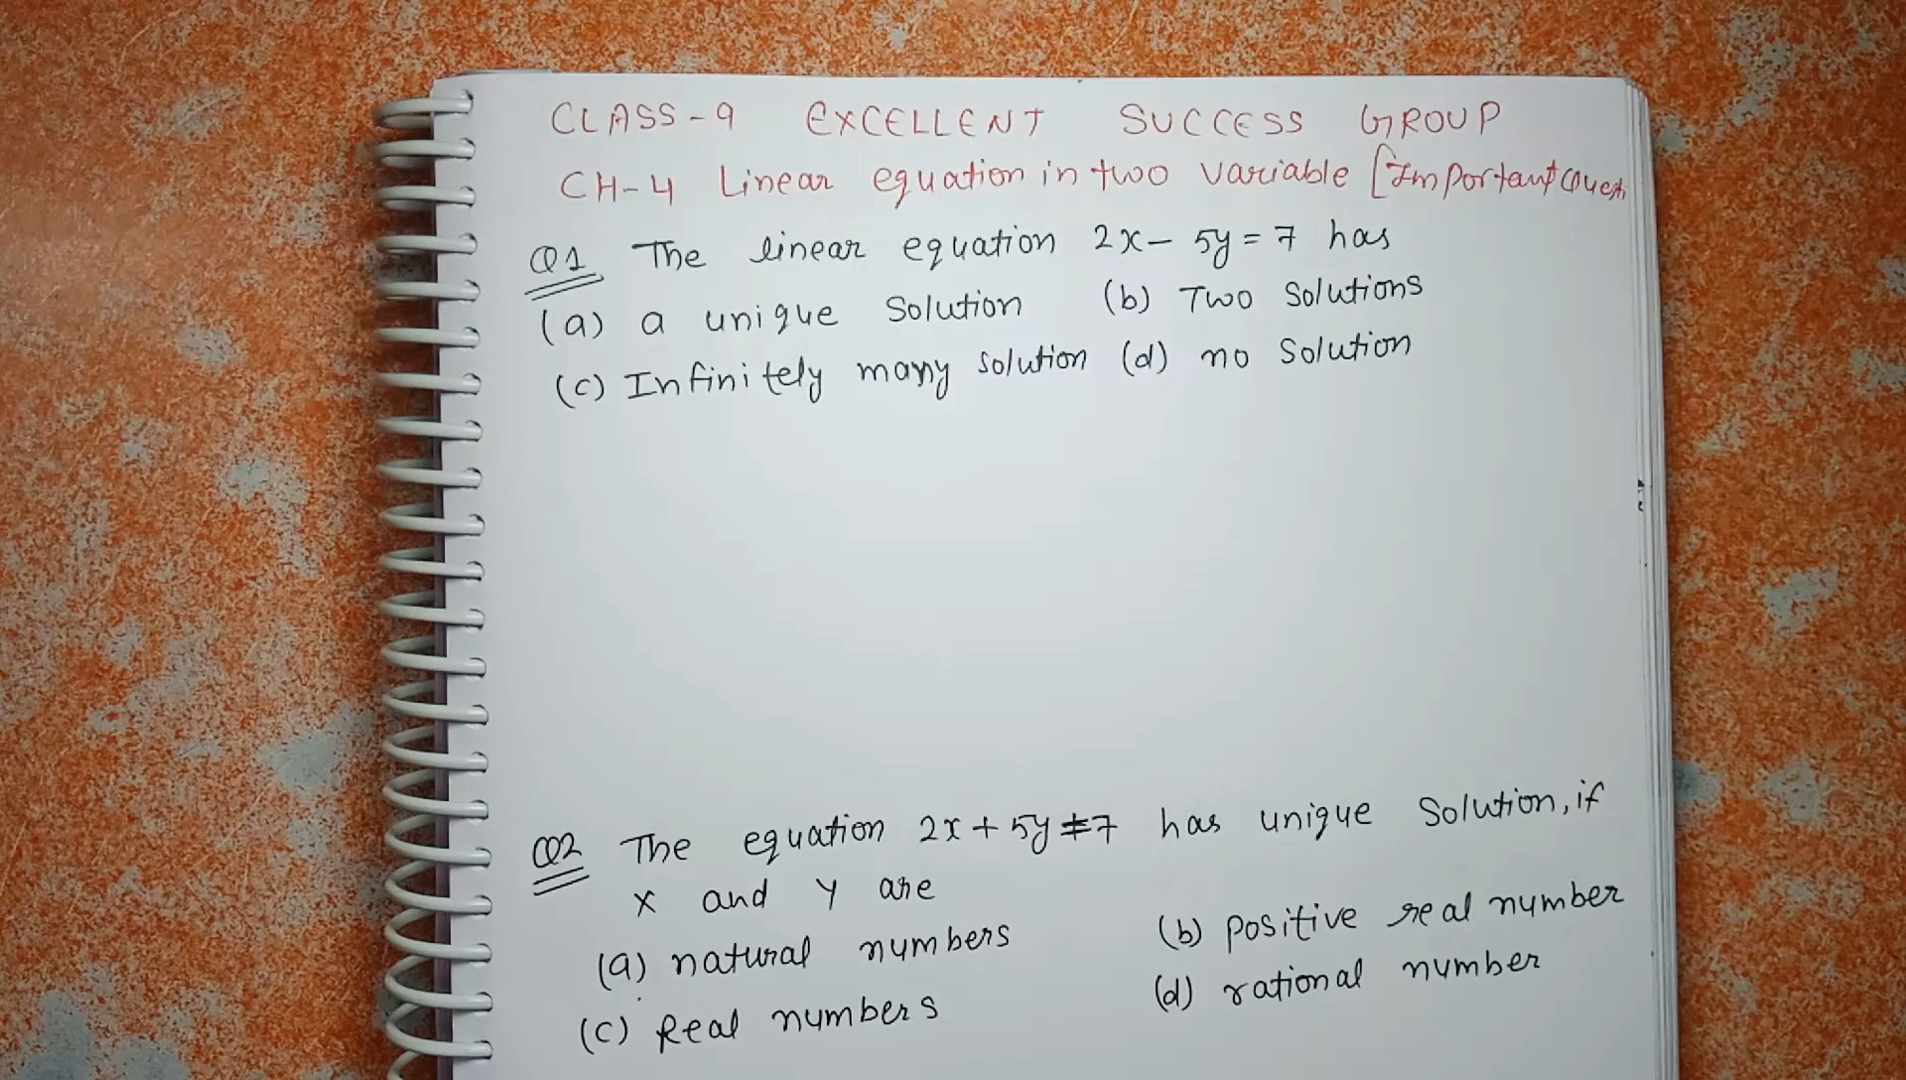 CLASS-9 EXCELLENT SUCCESS GROUP
CH-4 Linear equation in two variable [Important
Q1 The linear equation 2x- 5y = 7 has
(a) a unique Solution (b) Two Solutions
(c) Infinitely many solution (d) no Solution
Q2 The equation 2x + 5y = 7 has unique Solution, if
x and y are
(a) natural numbers (b) positive real number
(c) Real numbers (d) rational number